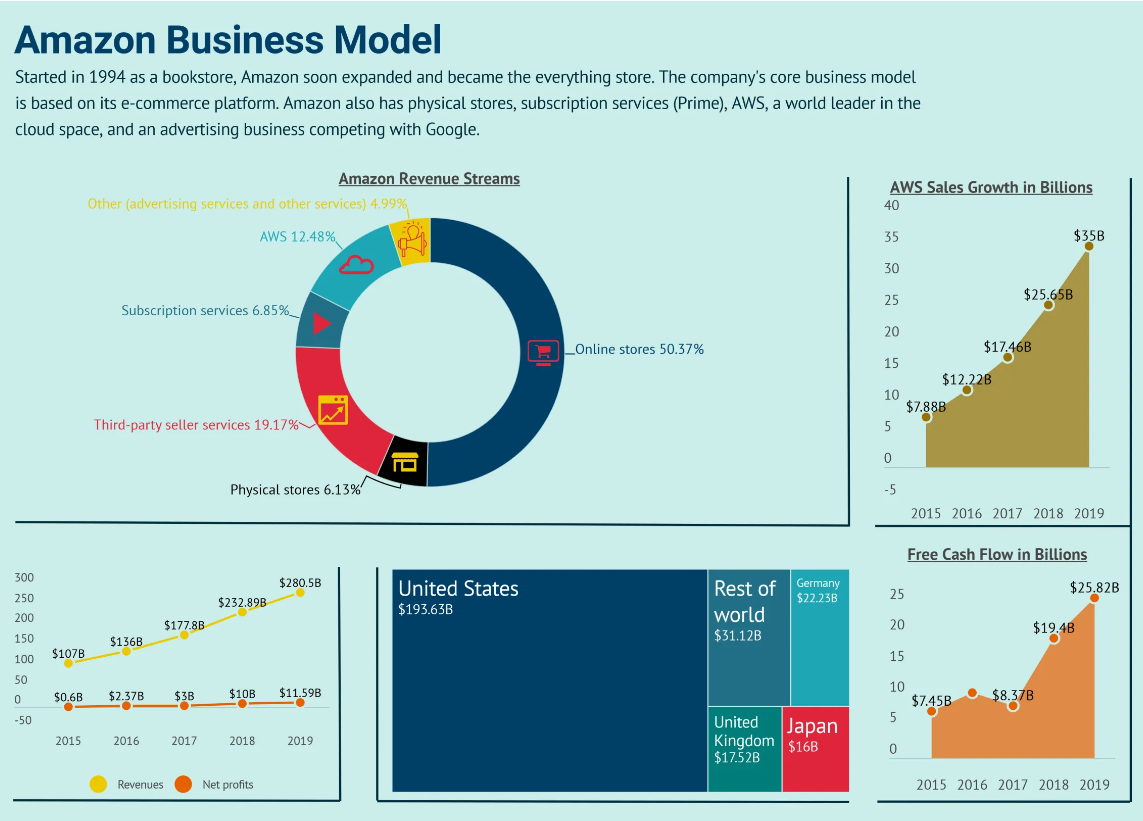 Amazon Business Model
Started in 1994 as a bookstore, Amazon soon expanded and became the everything store. The company's core business model
is based on its e-commerce platform. Amazon also has physical stores, subscription services (Prime), AWS, a world leader in the
cloud space, and an advertising business competing with Google.
Amazon Revenue Streams
Other (advertising services and other services) 4.99%
AWS 12.48%
Subscription services 6.85%
Online stores 50.37%
Third-party seller services 19.17%
Physical stores 6.13%
AWS Sales Growth in Billions
40
35
30
25
20
15
10
5
0
-5
$7.88B
$12.22B
$17.46B
$25.65B
$35B
2015 2016 2017 2018 2019
300
250
200
150
100
50
0
-50
$107B
$136B
$177.8B
$232.89B
$280.5B
$0.6B
$2.37B
$3B
$10B
$11.59B
2015 2016 2017 2018 2019
Revenues Net profits
United States
$193.63B
Rest of
world
$31.12B
Germany
$22.23B
United
Kingdom
$17.52B
Japan
$16B
Free Cash Flow in Billions
25
20
15
10
5
0
$7.45B
$8.37B
$19.4B
$25.82B
2015 2016 2017 2018 2019